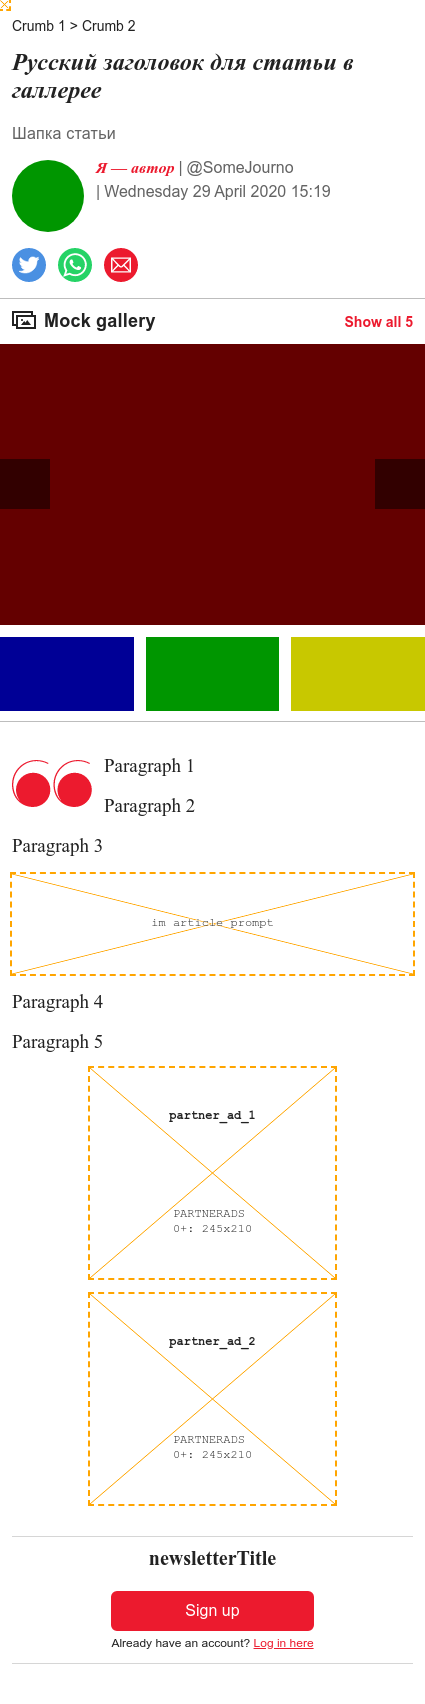 Crumb 1 > Crumb 2
Русский заголовок для статьи в
галлерее
Шапка статьи
Я — автор | @SomeJourno
| Wednesday 29 April 2020 15:19
Mock gallery
Show all 5
Paragraph 1
Paragraph 2
Paragraph 3
im article prompt
Paragraph 4
Paragraph 5
partner_ad_1
PARTNERADS
0+: 245x210
partner_ad_2
PARTNERADS
0+: 245x210
newsletterTitle
Sign up
Already have an account? Log in here